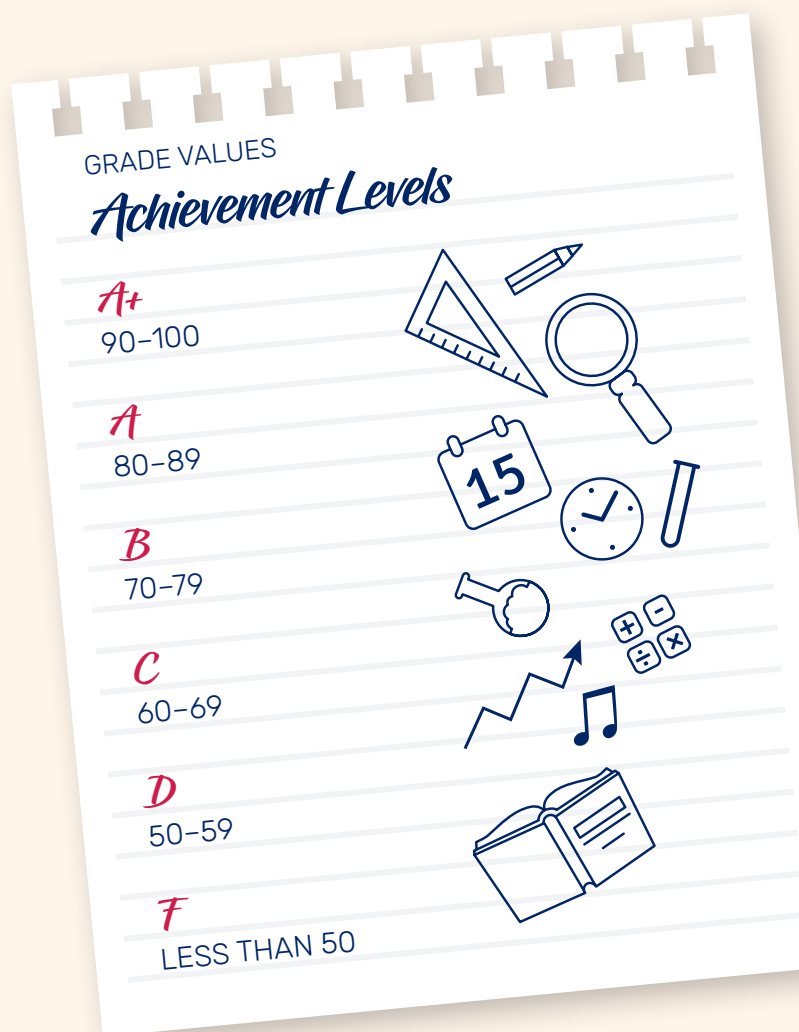 GRADE VALUES
Achievement Levels
A+
90–100
A
80–89
B
70–79
C
60–69
D
50–59
F
LESS THAN 50
15
+ -
÷ ×